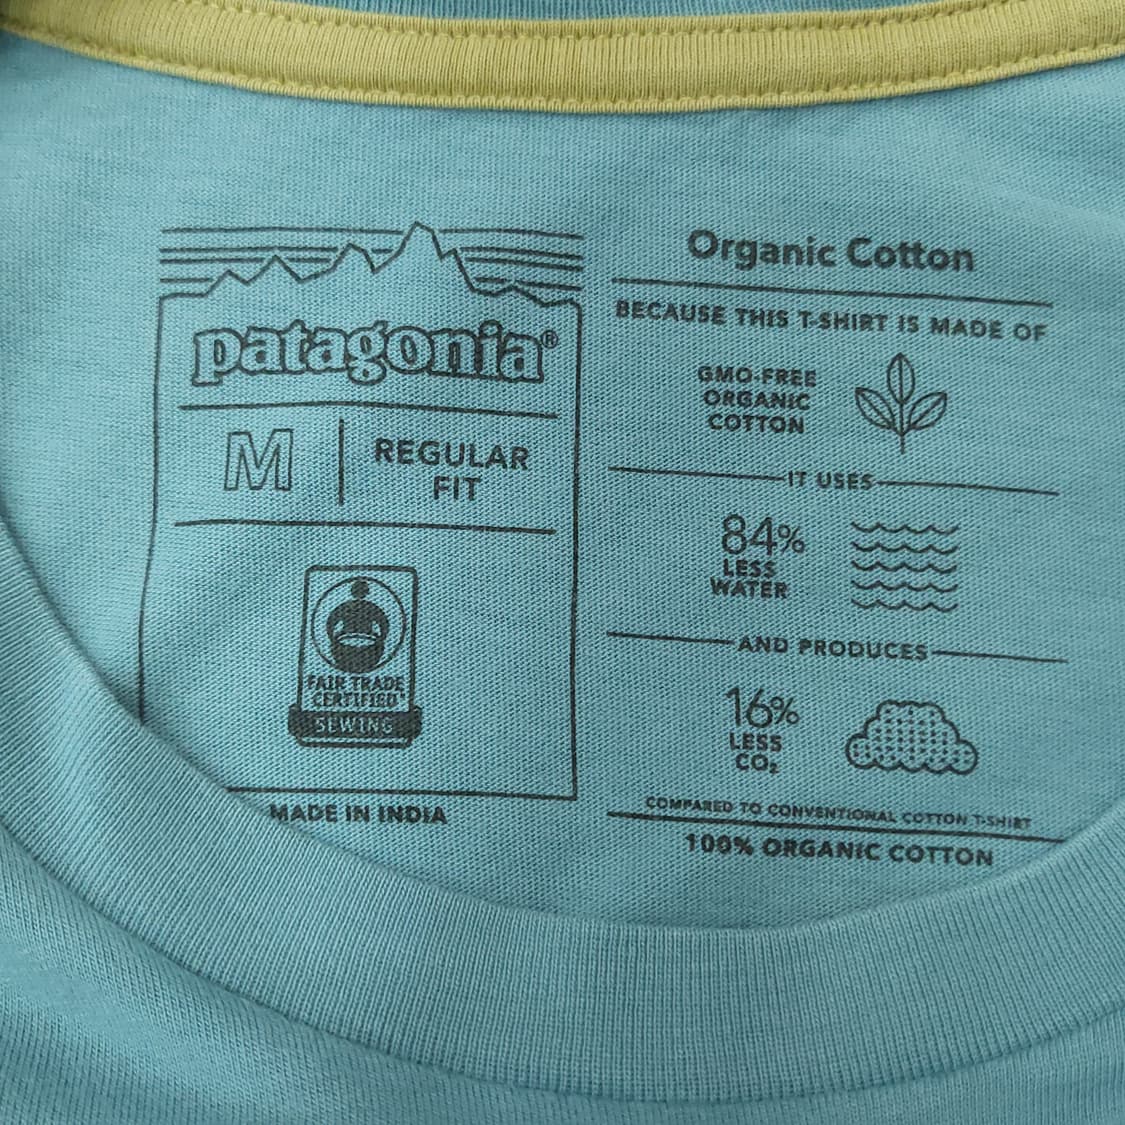 patagonia®
M
REGULAR
FIT
FAIR TRADE
CERTIFIED™
SEWING
MADE IN INDIA
Organic Cotton
BECAUSE THIS T-SHIRT IS MADE OF
GMO-FREE
ORGANIC
COTTON
IT USES
84%
LESS
WATER
AND PRODUCES
16%
LESS
CO₂
COMPARED TO CONVENTIONAL COTTON T-SHIRT
100% ORGANIC COTTON